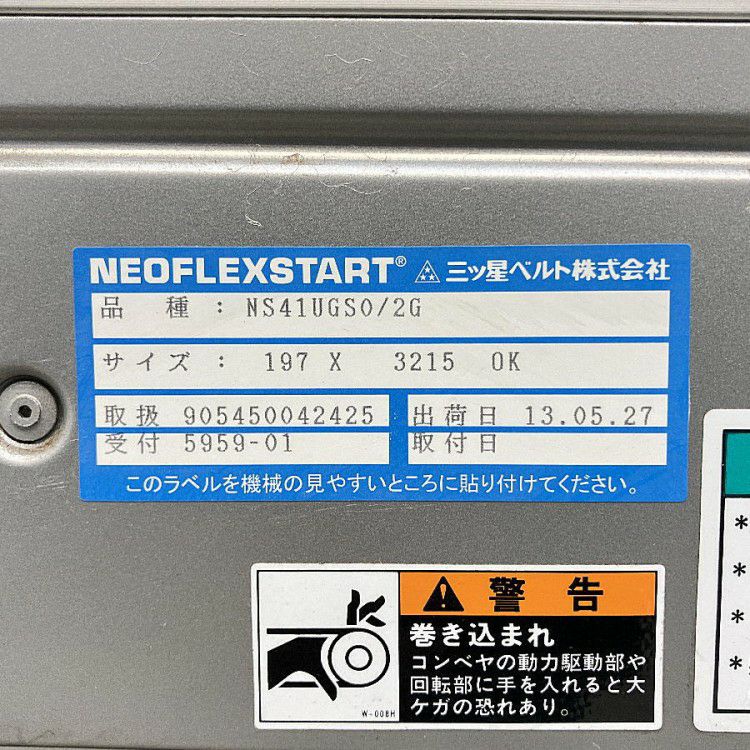 NEOFLEXSTART® 三ッ星ベルト株式会社
品 種 : NS41UGS0/2G
サイズ : 197 X 3215 OK
取扱 905450042425 出荷日 13.05.27
受付 5959-01 取付日
このラベルを機械の見やすいところに貼り付けてください。
警告
巻き込まれ
コンベヤの動力駆動部や
回転部に手を入れると大
ケガの恐れあり。
W-008H
*
*
*
*